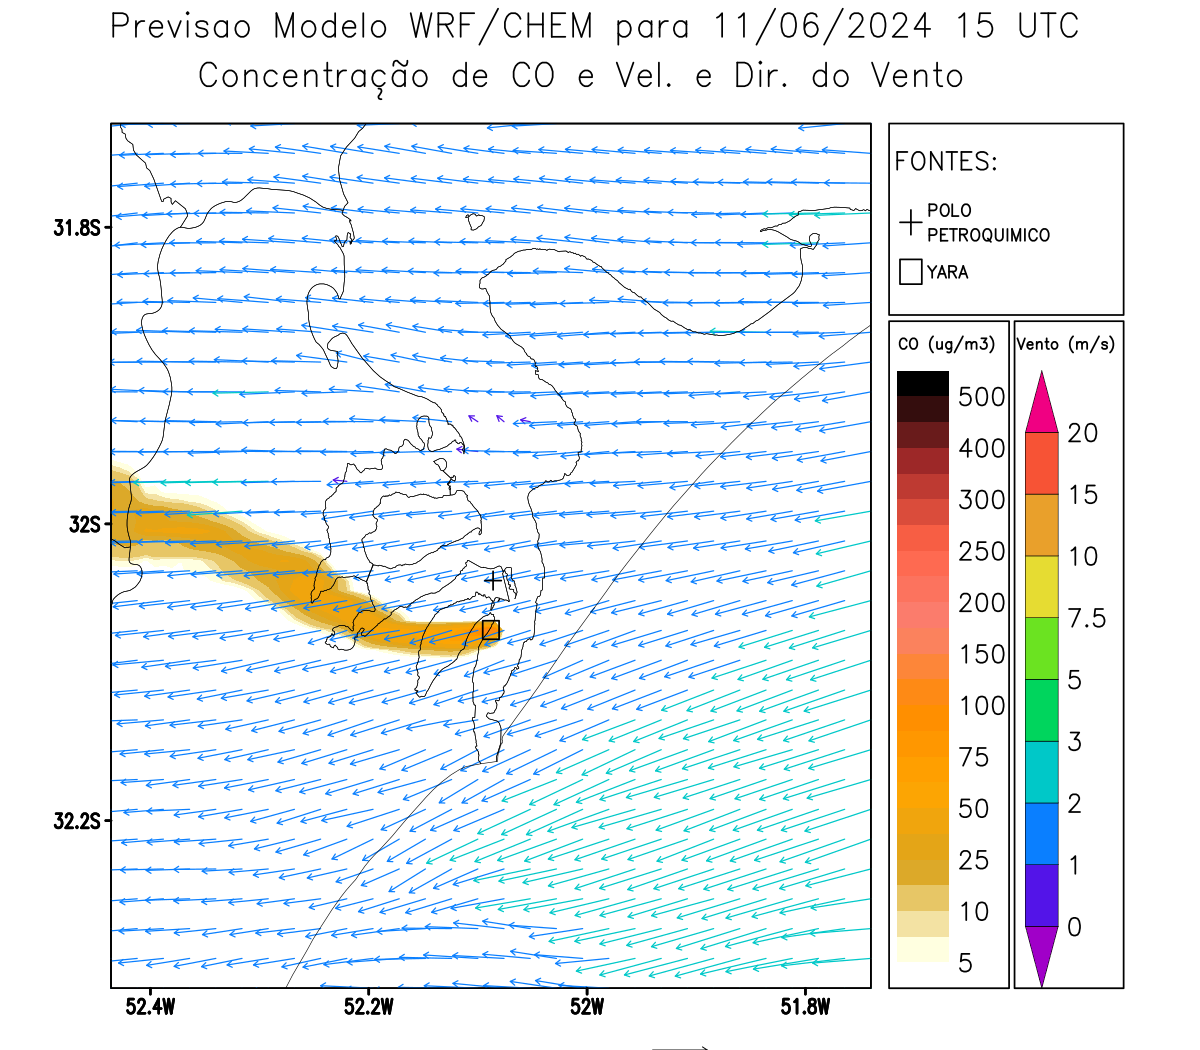 Previsao Modelo WRF/CHEM para 11/06/2024 15 UTC
Concentração de CO e Vel. e Dir. do Vento
FONTES:
POLO
PETROQUIMICO
YARA
CO (ug/m3)
500
400
300
250
200
150
100
75
50
25
10
5
Vento (m/s)
20
15
10
7.5
5
3
2
1
0
31.8S
32S
32.2S
52.4W
52.2W
52W
51.8W